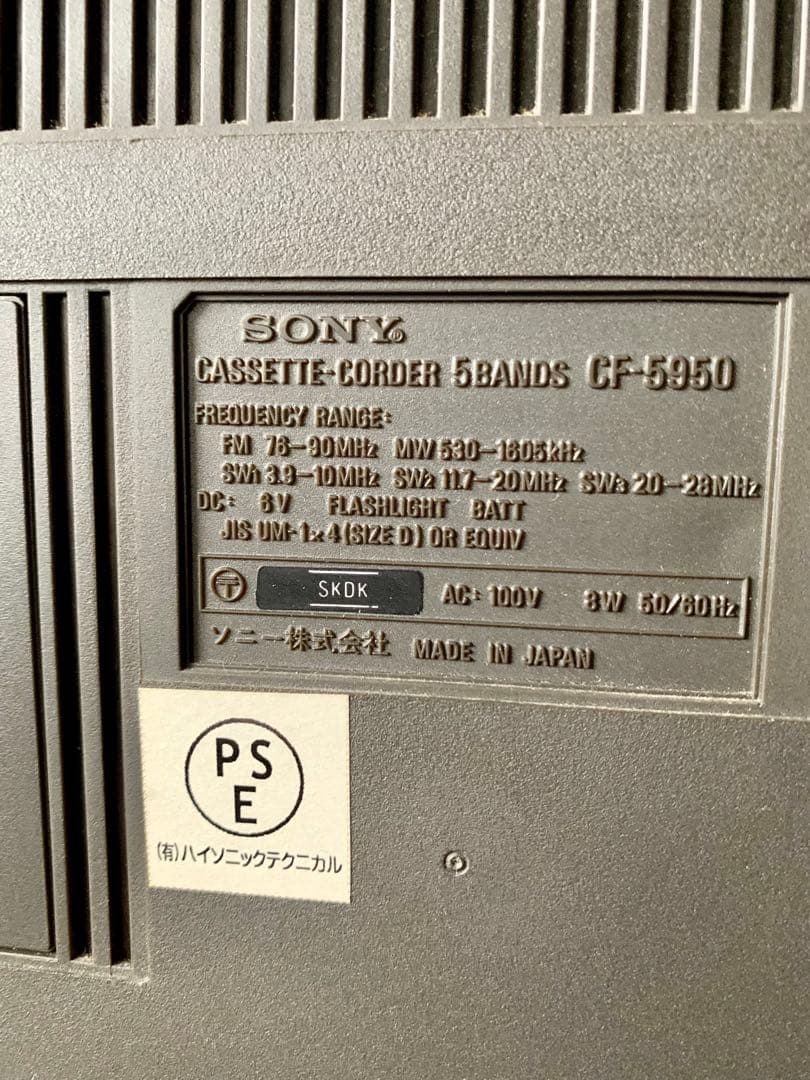 SONY®
CASSETTE-CORDER 5BANDS CF-5950
FREQUENCY RANGE:
FM 76-90MHz MW 530-1605kHz
SW1 3.9-10MHz SW2 11.7-20MHz SW3 20-28MHz
DC: 6V FLASHLIGHT BATT
JIS UM-1×4 (SIZE D) OR EQUIV
〒 SKDK AC: 100V 8W 50/60Hz
ソニー株式会社 MADE IN JAPAN
PS
E
(有)ハイソニックテクニカル